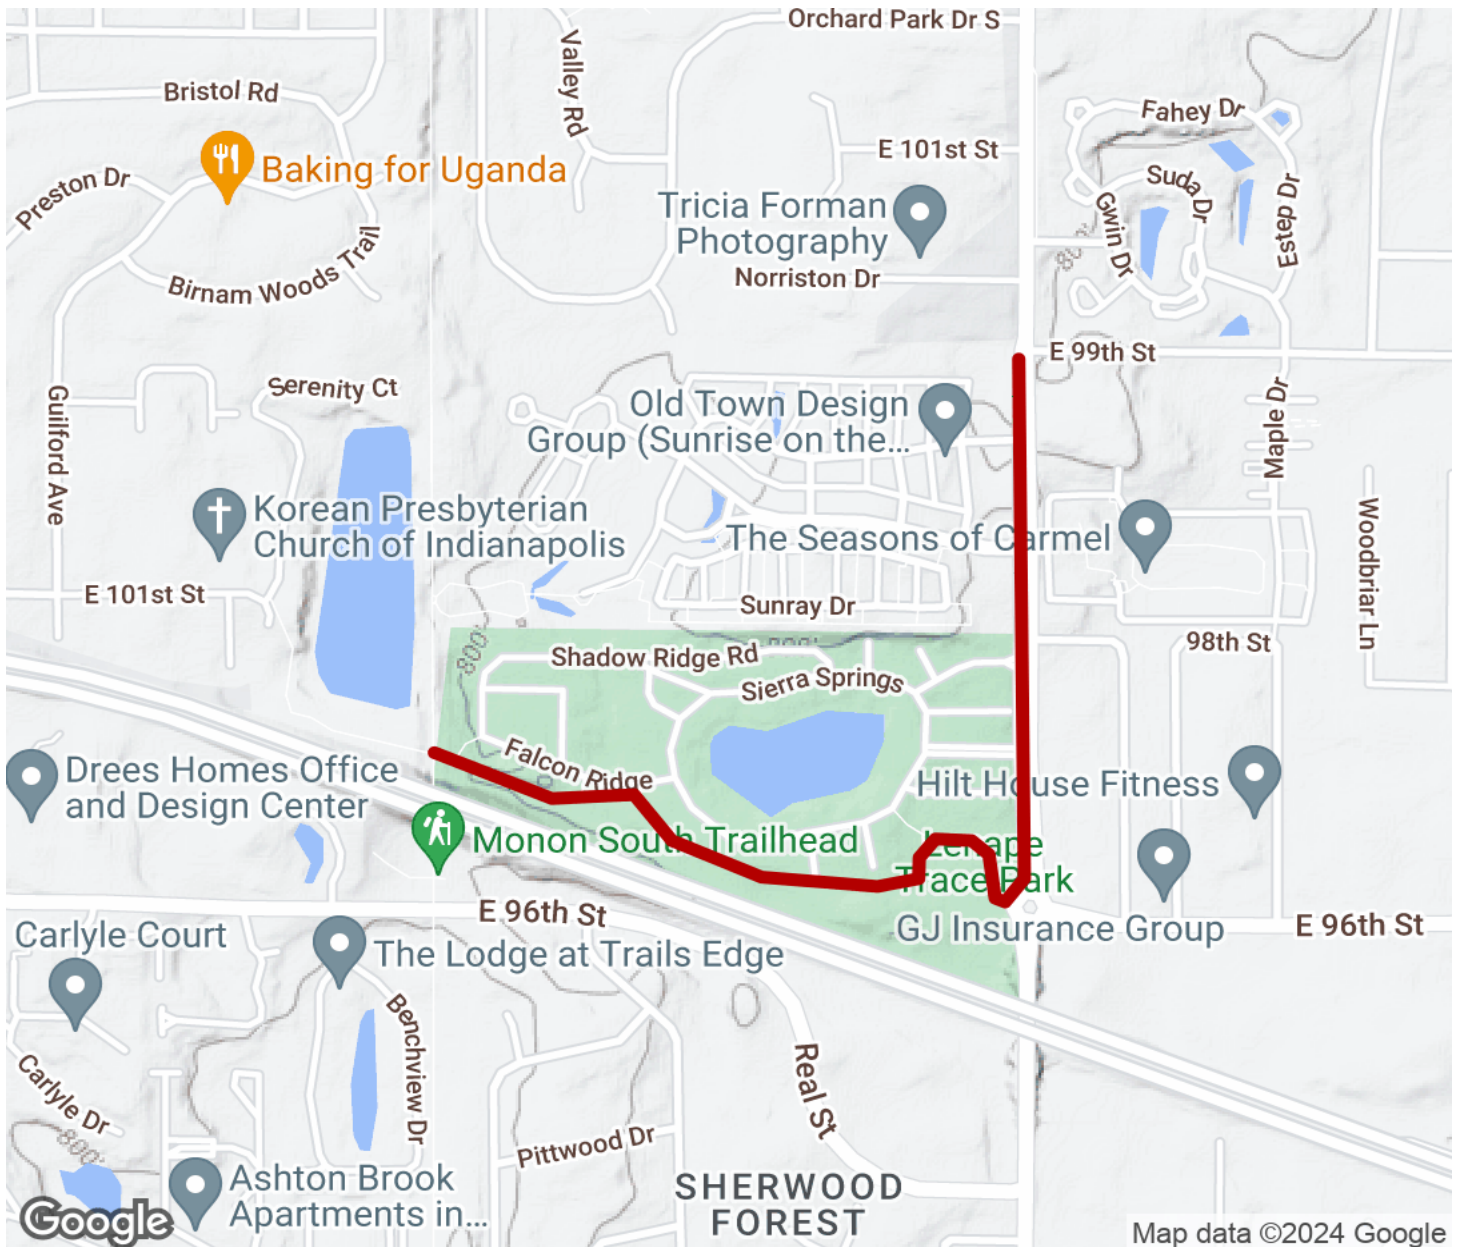 Orchard Park Dr S
Valley Rd
Bristol Rd
Fahey Dr
E 101st St
Baking for Uganda
Preston Dr
Suda Dr
Tricia Forman
Photography
Gwin Dr
Estep Dr
800'
Birnam Woods Trail
Norriston Dr
E 99th St
Serenity Ct
Guilford Ave
Old Town Design
Group (Sunrise on the...
Maple Dr
Korean Presbyterian
Church of Indianapolis
The Seasons of Carmel
Woodbriar Ln
E 101st St
Sunray Dr
800'
98th St
800'
Shadow Ridge Rd
Sierra Springs
Falcon Ridge
Drees Homes Office
and Design Center
Hilt House Fitness
Monon South Trailhead
Lenape
Trace Park
E 96th St
GJ Insurance Group
E 96th St
Carlyle Court
The Lodge at Trails Edge
Benchview Dr
Real St
Carlyle Dr
800'
Pittwood Dr
Ashton Brook
Apartments in...
SHERWOOD
FOREST
Google
Map data ©2024 Google